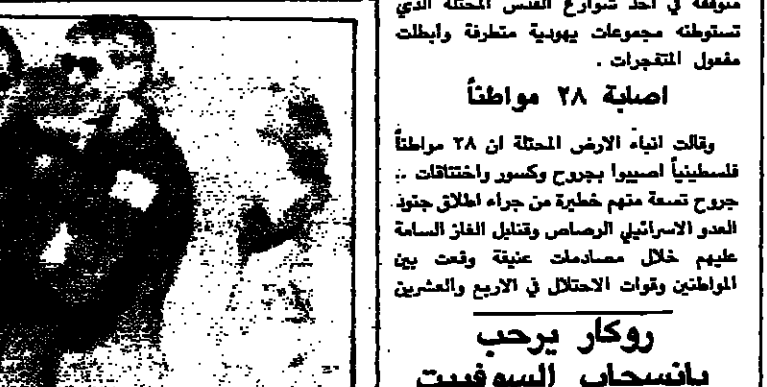 متوقفة في احد شوارع القدس المحتلة الذي
تستوطنه مجموعات يهودية متطرفة وأبطلت
مفعول المتفجرات .
اصابة ٢٨ مواطناً
وقالت انباء الارض المحتلة ان ٢٨ مواطناً
فلسطينياً اصيبوا بجروح وكسور واختناقات ..
جروح تسعة منهم خطيرة من جراء اطلاق جنود
العدو الاسرائيلي الرصاص وقنابل الغاز السامة
عليهم خلال مصادمات عنيفة وقعت بين
المواطنين وقوات الاحتلال في الاربع والعشرين
روكار يرحب
بانسحاب السوفييت